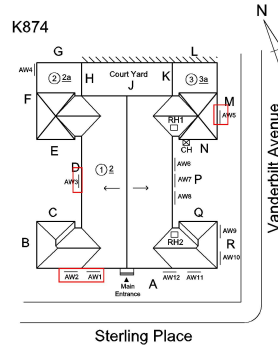 K874
N
G
L
AW4
2 2a
H
Court Yard
J
K
3 3a
F
M
AW5
RH1
E
CH
N
D
AW3
1 2
AW6
AW7
P
AW8
Vanderbilt Avenue
C
Q
B
RH2
AW9
R
AW10
AW2
AW1
Main
Entrance
A
AW12
AW11
Sterling Place